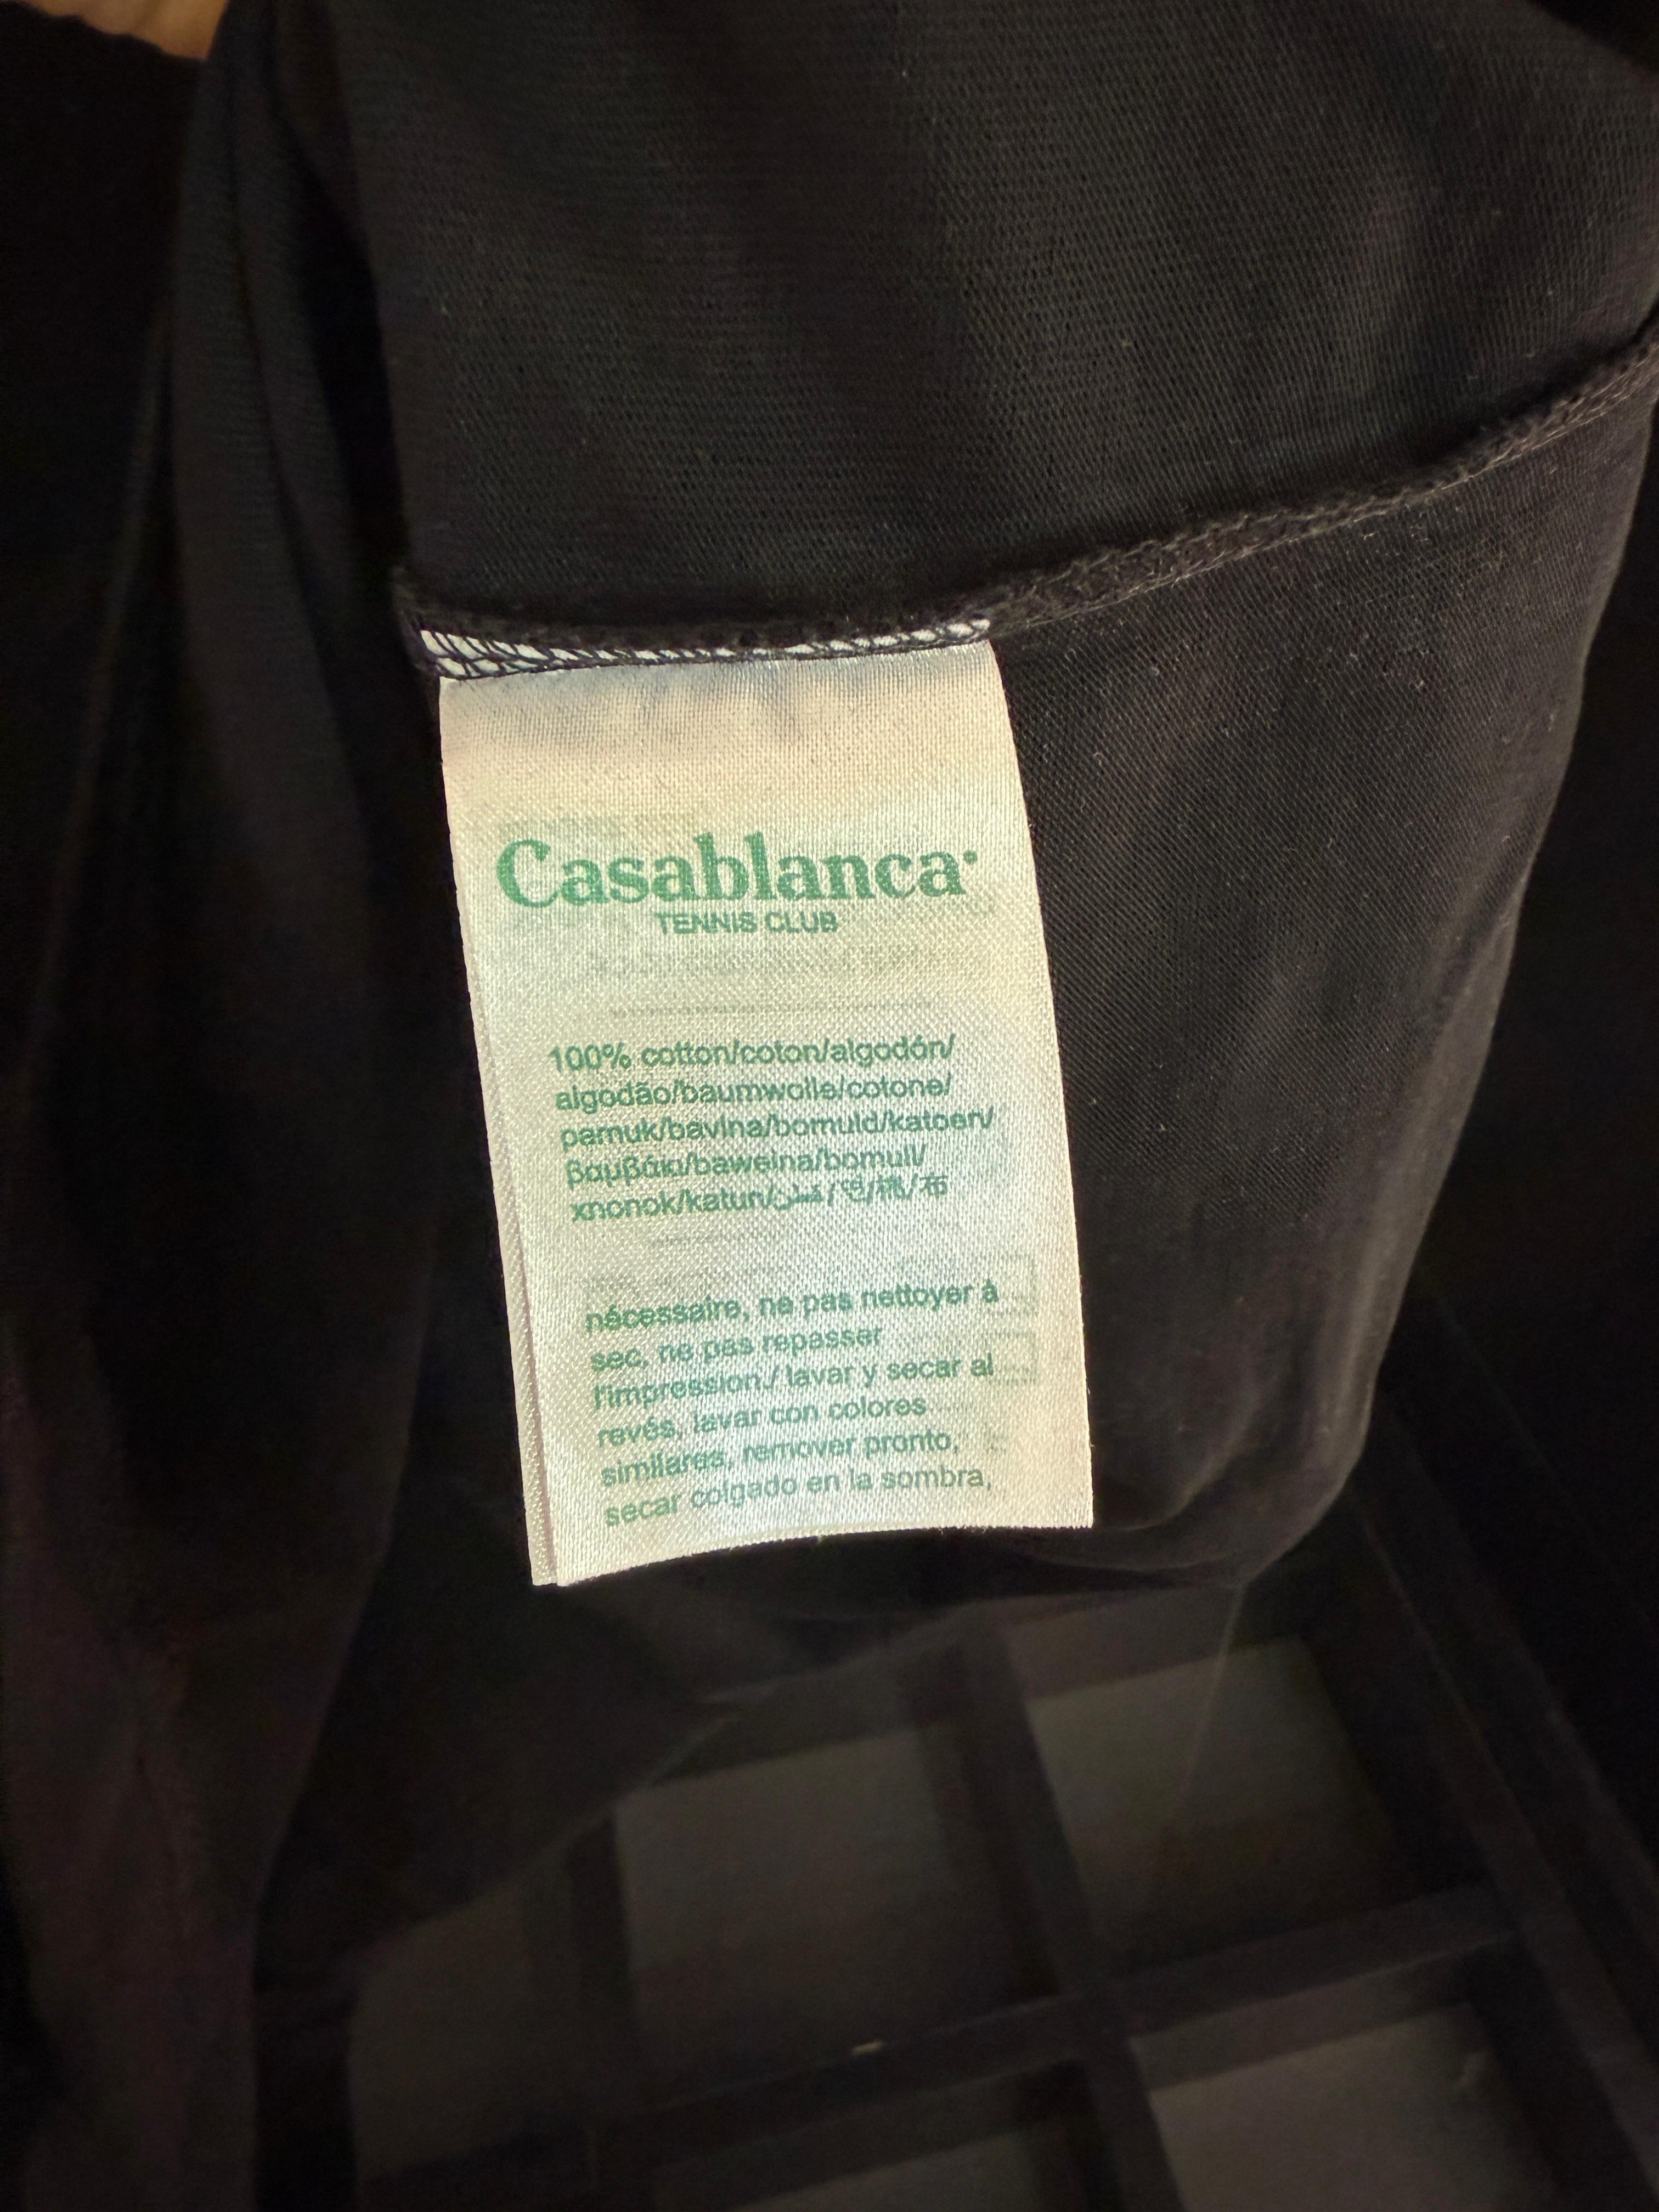 Casablanca
TENNIS CLUB
100% cotton/coton/algodón/
algodão/baumwolle/cotone/
pamuk/bavlna/bomuld/katoen/
βαμβάκι/bawełna/bomull/
хлопок/katun/قطن/면/棉/布
nécessaire, ne pas nettoyer à
sec, ne pas repasser
l'impression./ lavar y secar al
revés, lavar con colores
similares, remover pronto,
secar colgado en la sombra,